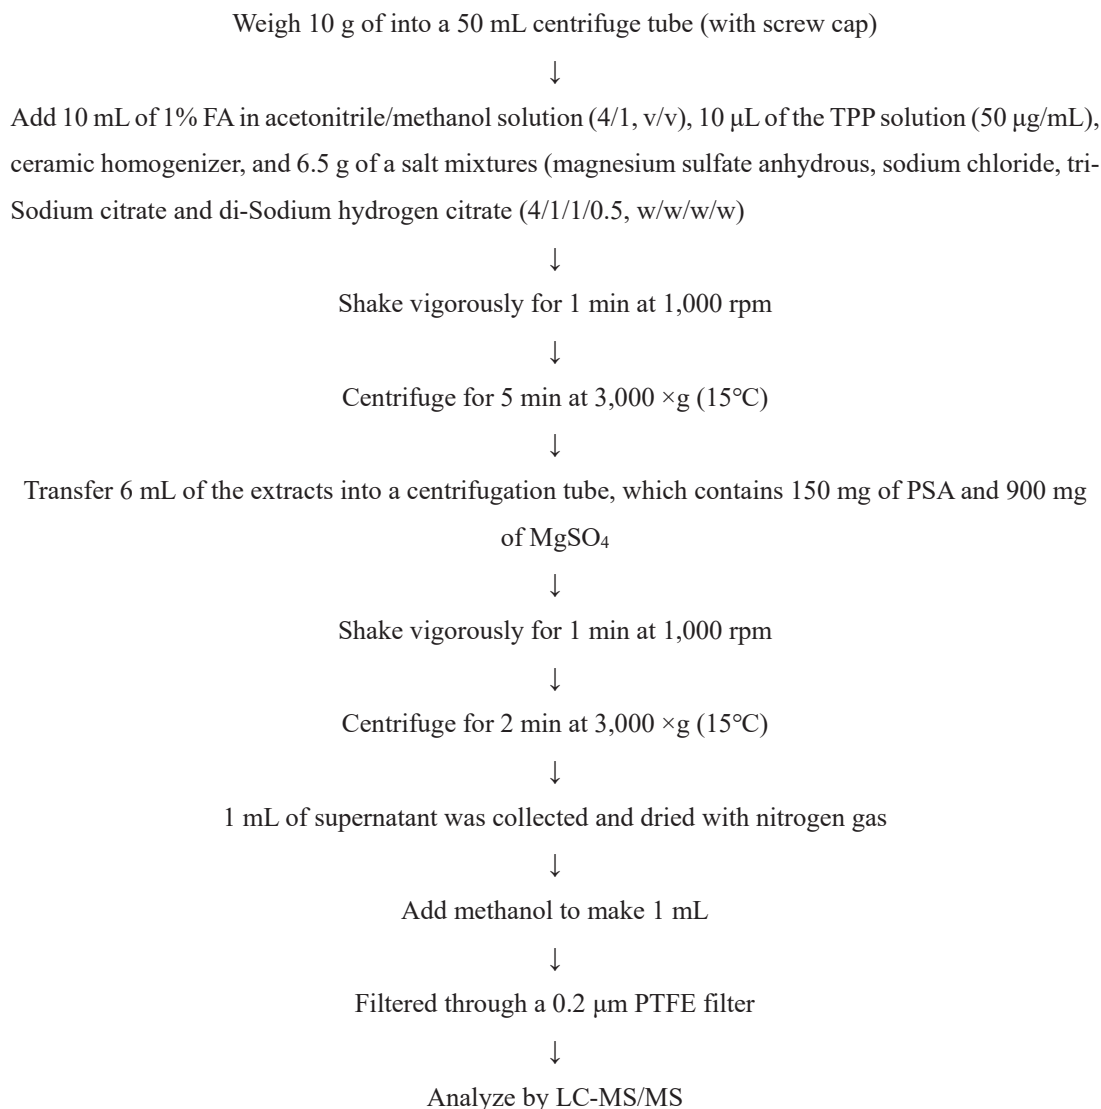 Weigh 10 g of into a 50 mL centrifuge tube (with screw cap)
↓
Add 10 mL of 1% FA in acetonitrile/methanol solution (4/1, v/v), 10 μL of the TPP solution (50 μg/mL),
ceramic homogenizer, and 6.5 g of a salt mixtures (magnesium sulfate anhydrous, sodium chloride, tri-
Sodium citrate and di-Sodium hydrogen citrate (4/1/1/0.5, w/w/w/w)
↓
Shake vigorously for 1 min at 1,000 rpm
↓
Centrifuge for 5 min at 3,000 ×g (15℃)
↓
Transfer 6 mL of the extracts into a centrifugation tube, which contains 150 mg of PSA and 900 mg
of MgSO₄
↓
Shake vigorously for 1 min at 1,000 rpm
↓
Centrifuge for 2 min at 3,000 ×g (15℃)
↓
1 mL of supernatant was collected and dried with nitrogen gas
↓
Add methanol to make 1 mL
↓
Filtered through a 0.2 μm PTFE filter
↓
Analyze by LC-MS/MS